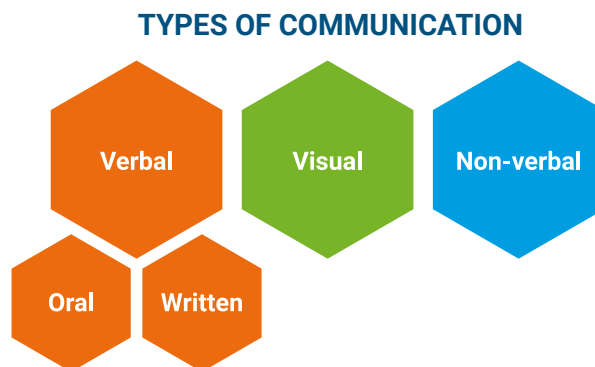 TYPES OF COMMUNICATION
Verbal
Visual
Non-verbal
Oral
Written